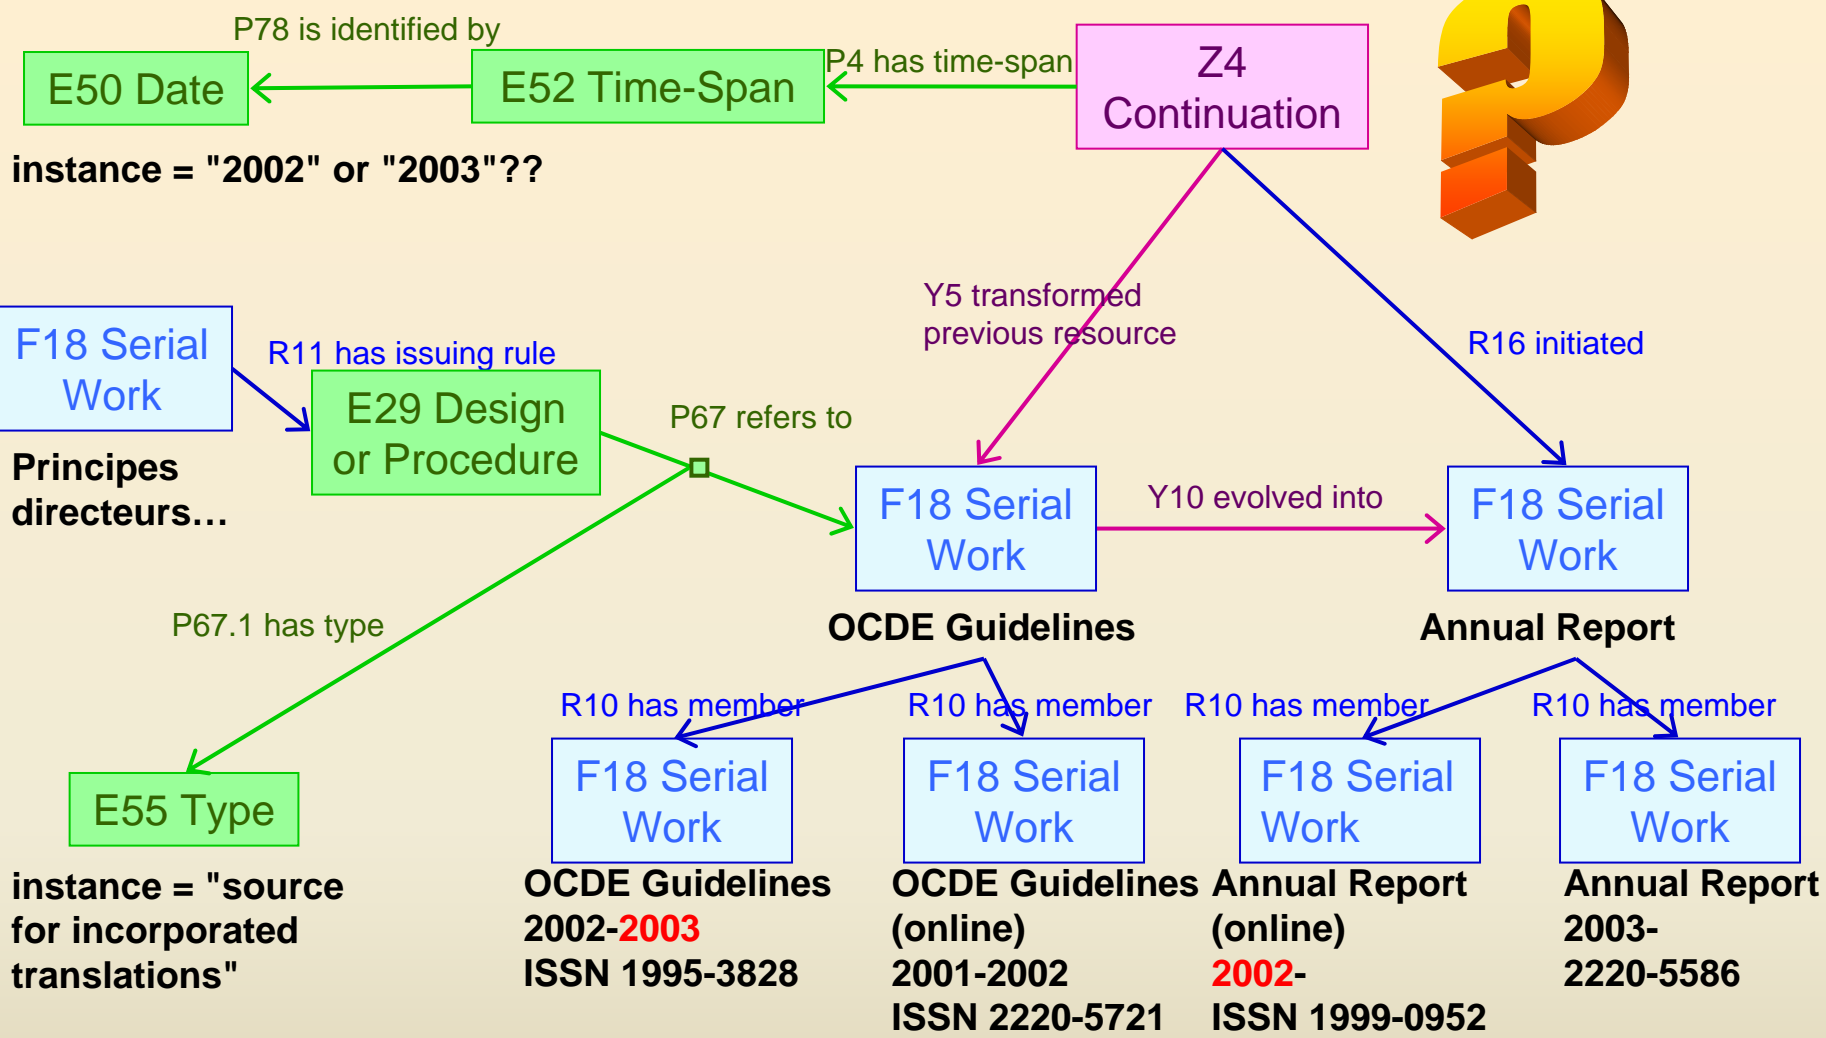 P78 is identified by
E50 Date
E52 Time-Span
P4 has time-span
Z4
Continuation
?
instance = "2002" or "2003"??
Y5 transformed
previous resource
R16 initiated
F18 Serial
Work
R11 has issuing rule
E29 Design
or Procedure
P67 refers to
Principes
directeurs…
F18 Serial
Work
Y10 evolved into
F18 Serial
Work
P67.1 has type
OCDE Guidelines
Annual Report
R10 has member
R10 has member
R10 has member
R10 has member
E55 Type
F18 Serial
Work
F18 Serial
Work
F18 Serial
Work
F18 Serial
Work
instance = "source
for incorporated
translations"
OCDE Guidelines
2002-2003
ISSN 1995-3828
OCDE Guidelines
(online)
2001-2002
ISSN 2220-5721
Annual Report
(online)
2002-
ISSN 1999-0952
Annual Report
2003-
2220-5586